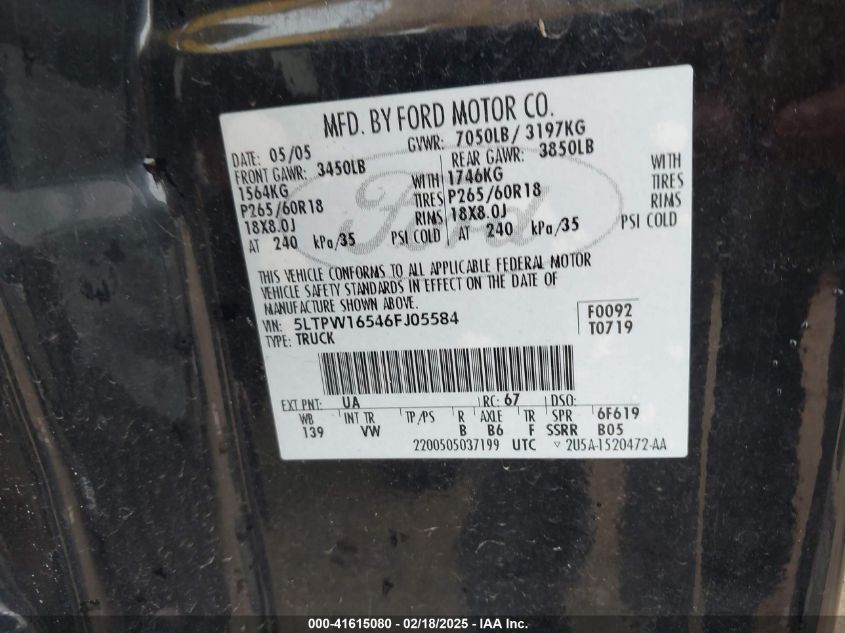 MFD. BY FORD MOTOR CO.
DATE: 05/05 GVWR: 7050LB/ 3197KG
FRONT GAWR: 3450LB REAR GAWR: 3850LB
1564KG WITH 1746KG WITH
P265/60R18 TIRES P265/60R18 TIRES
18X8.0J RIMS 18X8.0J RIMS
AT 240 kPa/35 PSI COLD AT 240 kPa/35 PSI COLD
Ford
THIS VEHICLE CONFORMS TO ALL APPLICABLE FEDERAL MOTOR
VEHICLE SAFETY STANDARDS IN EFFECT ON THE DATE OF
MANUFACTURE SHOWN ABOVE.
VIN: 5LTPW16546FJ05584 F0092
TYPE: TRUCK T0719
EXT PNT: UA RC: 67 DSO:
WB INT TR TP/PS R AXLE TR SPR 6F619
139 VW B B6 F SSRR B05
2200505037199 UTC ▽ 2U5A-1520472-AA
000-41615080 - 02/18/2025 - IAA Inc.